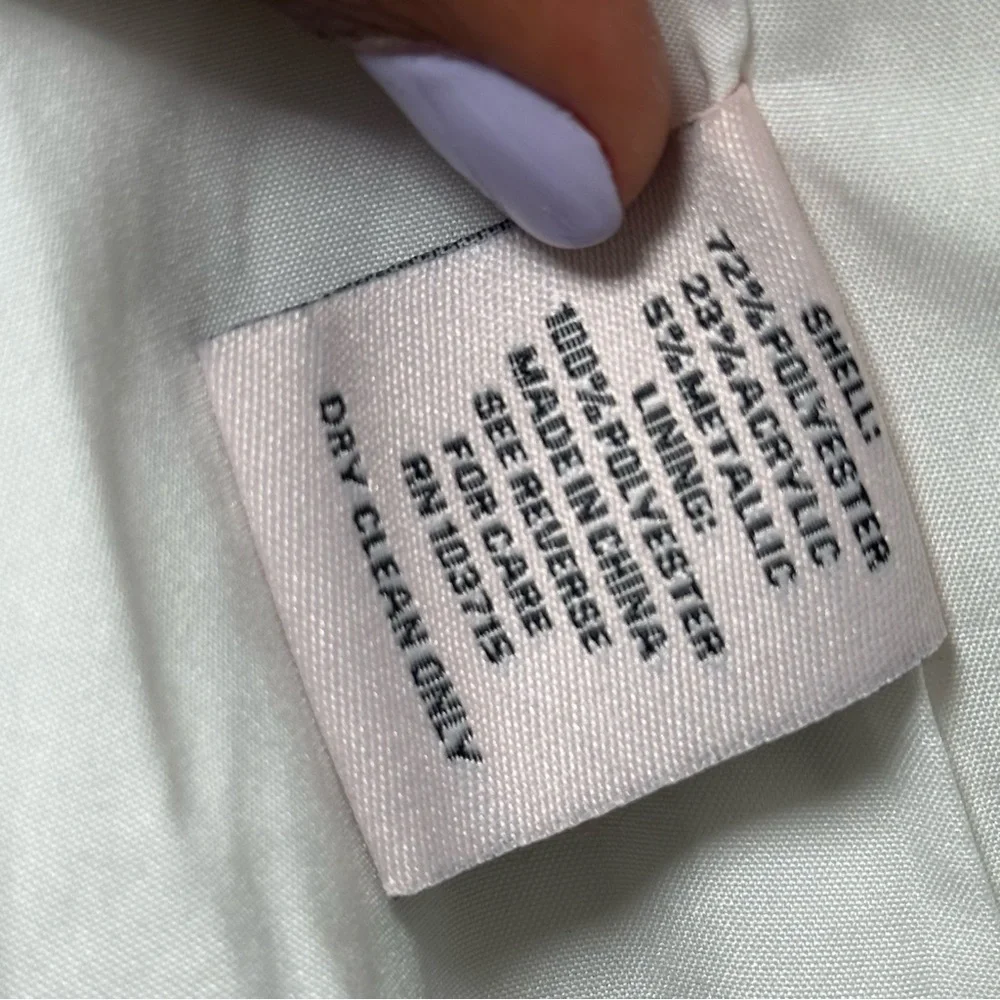 SHELL:
72% POLYESTER
23% ACRYLIC
5% METALLIC
LINING:
100% POLYESTER
MADE IN CHINA
SEE REVERSE
FOR CARE
RN 103715
DRY CLEAN ONLY